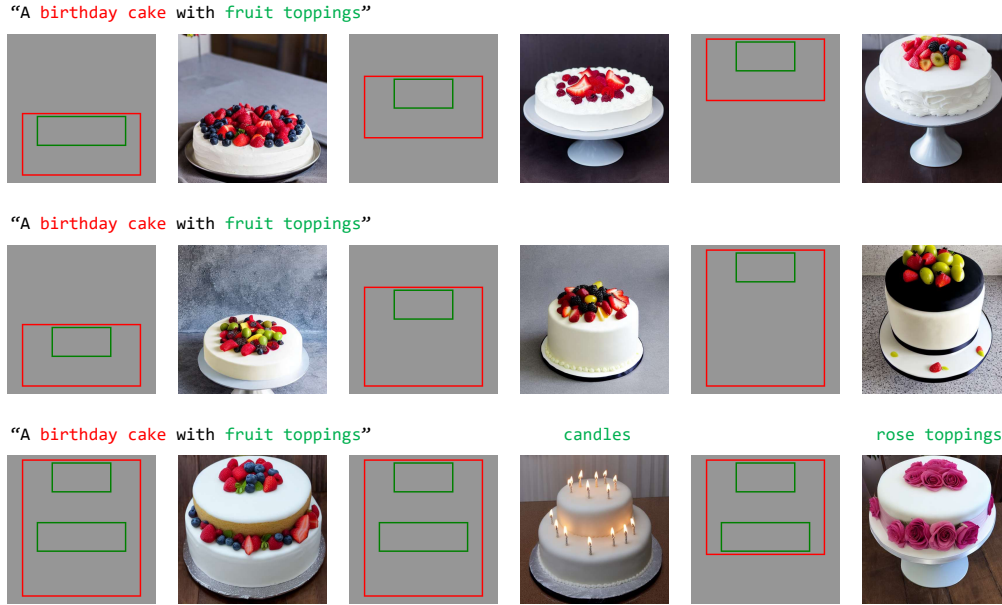 “A birthday cake with fruit toppings”
“A birthday cake with fruit toppings”
“A birthday cake with fruit toppings” candles rose toppings